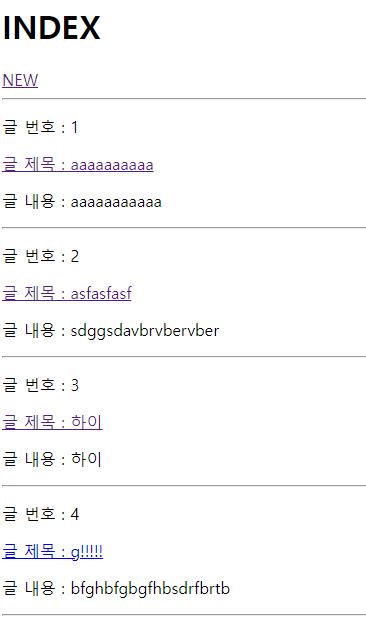 INDEX
NEW
글 번호 : 1
글 제목 : aaaaaaaaaa
글 내용 : aaaaaaaaaaa
글 번호 : 2
글 제목 : asfasfasf
글 내용 : sdggsdavbrvbervber
글 번호 : 3
글 제목 : 하이
글 내용 : 하이
글 번호 : 4
글 제목 : g!!!!!
글 내용 : bfghbfgbgfhbsdrfbrtb